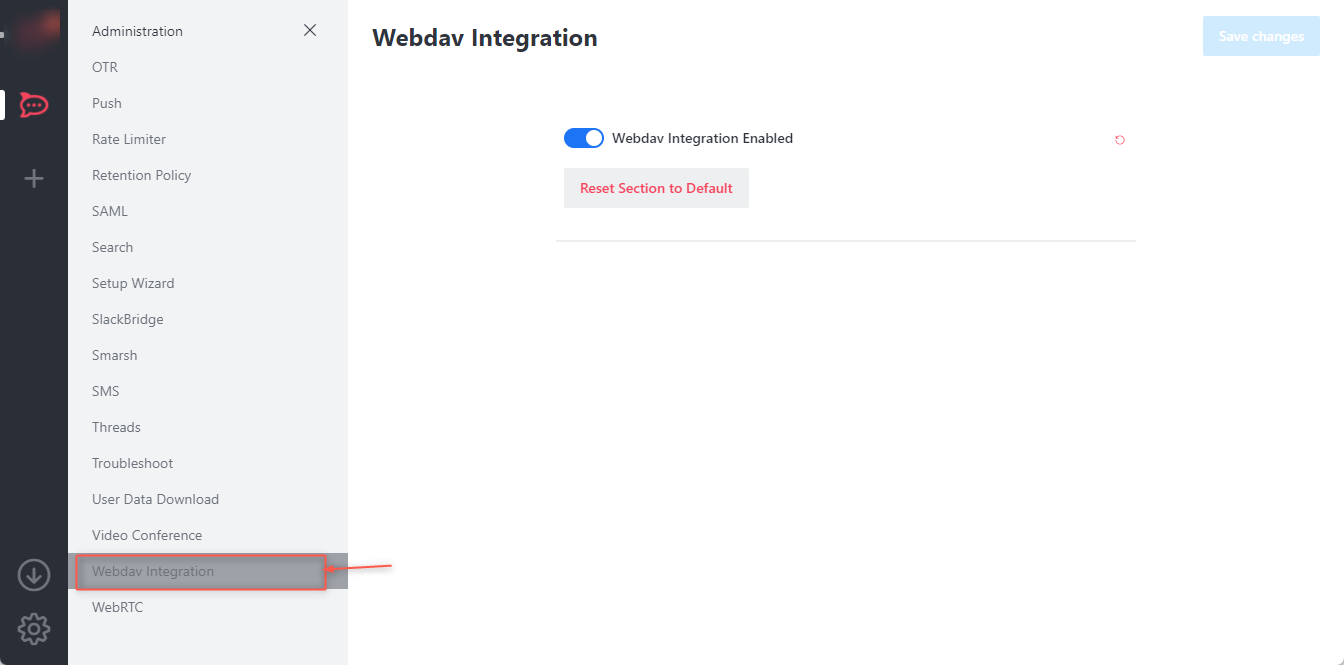 Administration
OTR
Push
Rate Limiter
Retention Policy
SAML
Search
Setup Wizard
SlackBridge
Smarsh
SMS
Threads
Troubleshoot
User Data Download
Video Conference
Webdav Integration
WebRTC
Webdav Integration
Save changes
Webdav Integration Enabled
Reset Section to Default